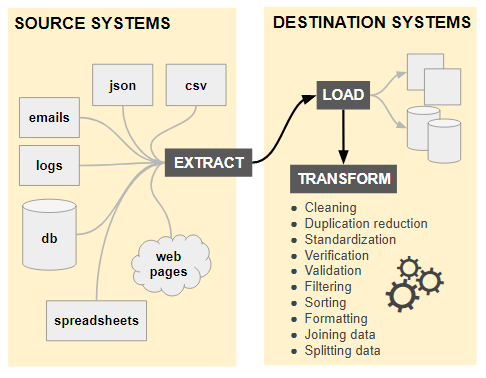 SOURCE SYSTEMS
json
csv
emails
logs
db
EXTRACT
web
pages
spreadsheets
DESTINATION SYSTEMS
LOAD
TRANSFORM
● Cleaning
● Duplication reduction
● Standardization
● Verification
● Validation
● Filtering
● Sorting
● Formatting
● Joining data
● Splitting data